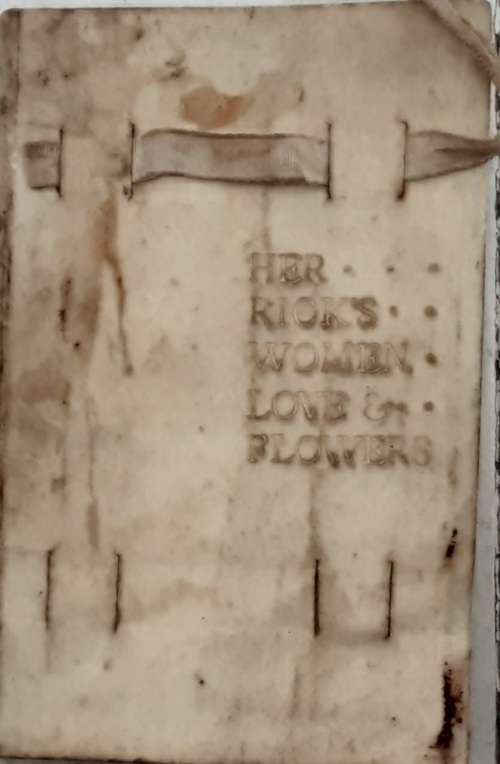 HER · · ·
RICK'S · ·
WOMEN ·
LOVE & ·
FLOWERS